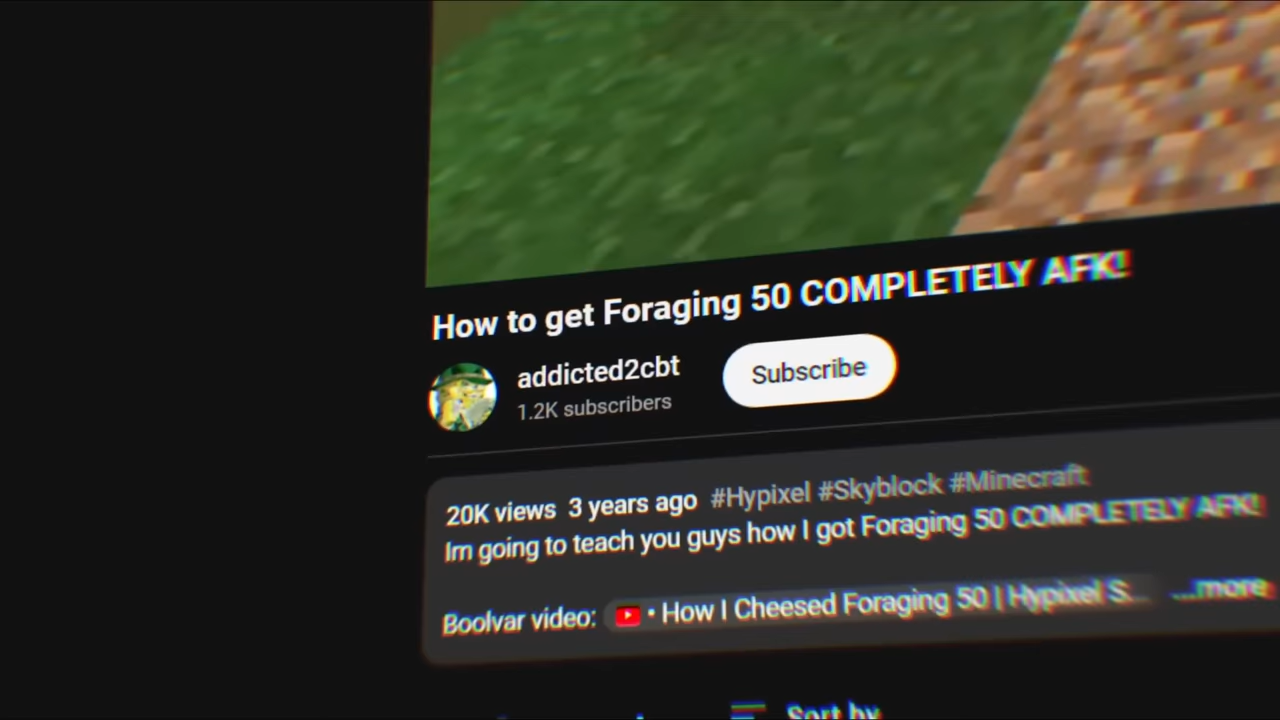 How to get Foraging 50 COMPLETELY AFK!
addicted2cbt
Subscribe
1.2K subscribers
20K views 3 years ago #Hypixel #Skyblock #Minecraft
Im going to teach you guys how I got Foraging 50 COMPLETELY AFK!
Boolvar video: • How I Cheesed Foraging 50 | Hypixel S... ...more
Sort by